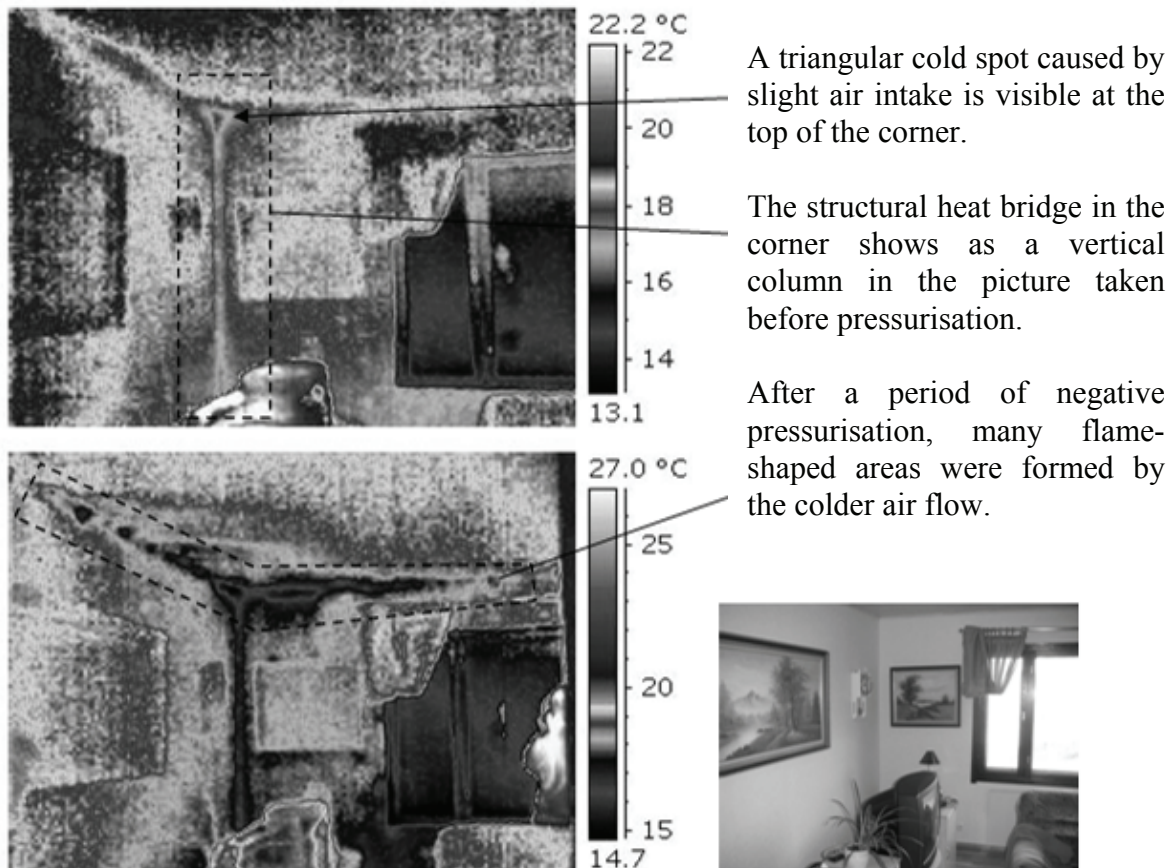 22.2 °C
22
20
18
16
14
13.1
A triangular cold spot caused by
slight air intake is visible at the
top of the corner.
The structural heat bridge in the
corner shows as a vertical
column in the picture taken
before pressurisation.
After a period of negative
pressurisation, many flame-
shaped areas were formed by
the colder air flow.
27.0 °C
25
20
15
14.7